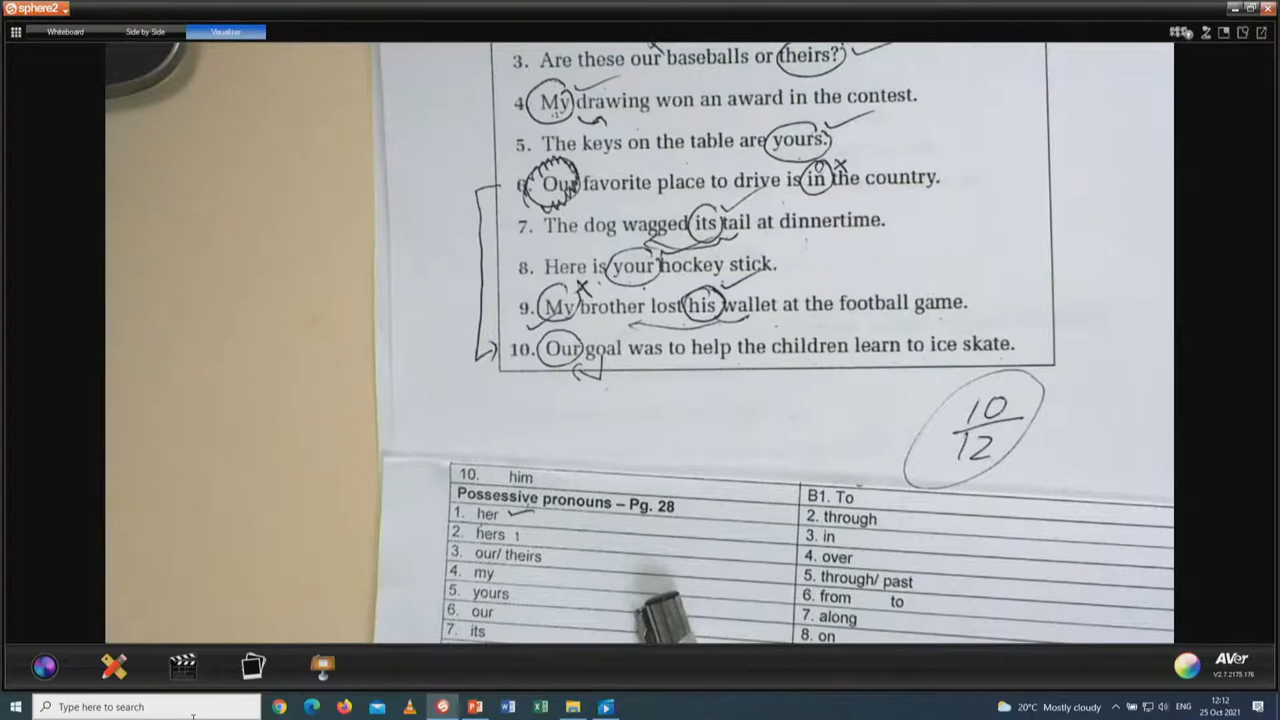 sphere2
Whiteboard
Side by Side
Visualizer
3. Are these our baseballs or theirs?
4. My drawing won an award in the contest.
5. The keys on the table are yours.
6. Our favorite place to drive is in the country.
7. The dog wagged its tail at dinnertime.
8. Here is your hockey stick.
9. My brother lost his wallet at the football game.
10. Our goal was to help the children learn to ice skate.
10
12
10. him
Possessive pronouns – Pg. 28
1. her
2. hers
3. our/ theirs
4. my
5. yours
6. our
7. its
B1. To
2. through
3. in
4. over
5. through/ past
6. from to
7. along
8. on
AVer
V2.7.2175.176
Type here to search
20°C Mostly cloudy
12:12
25 Oct 2021